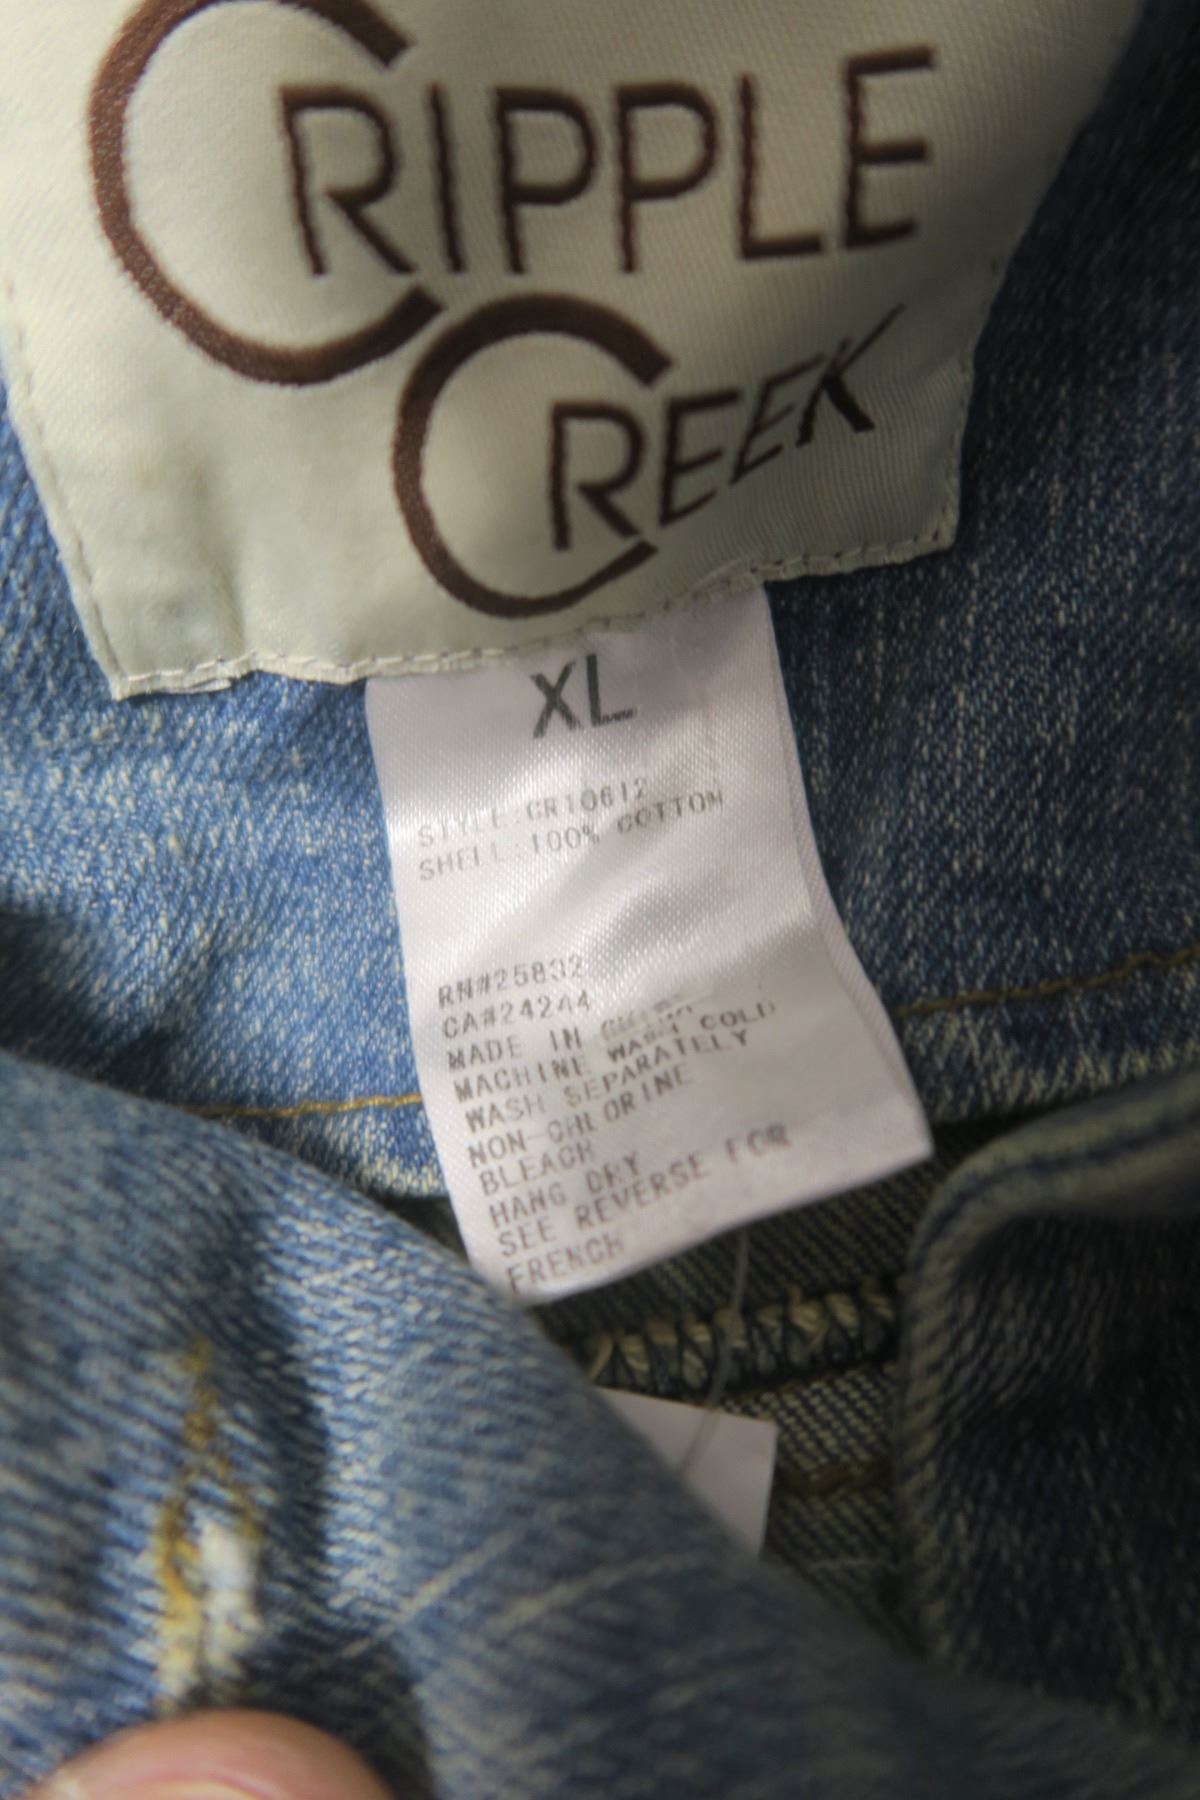 CRIPPLE
CREEK
XL
STYLE:CR10612
SHELL:100% COTTON
RN#25832
CA#24244
MADE IN
MACHINE WASH COLD
WASH SEPARATELY
NON-CHLORINE
BLEACH
HANG DRY
SEE REVERSE FOR
FRENCH